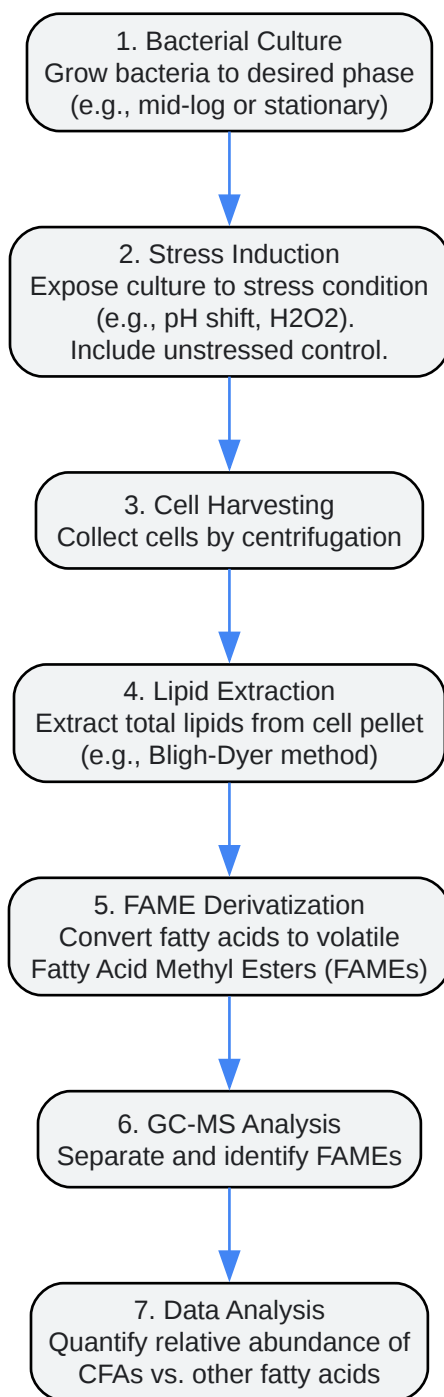 1. Bacterial Culture
Grow bacteria to desired phase
(e.g., mid-log or stationary)
2. Stress Induction
Expose culture to stress condition
(e.g., pH shift, H2O2).
Include unstressed control.
3. Cell Harvesting
Collect cells by centrifugation
4. Lipid Extraction
Extract total lipids from cell pellet
(e.g., Bligh-Dyer method)
5. FAME Derivatization
Convert fatty acids to volatile
Fatty Acid Methyl Esters (FAMEs)
6. GC-MS Analysis
Separate and identify FAMEs
7. Data Analysis
Quantify relative abundance of
CFAs vs. other fatty acids